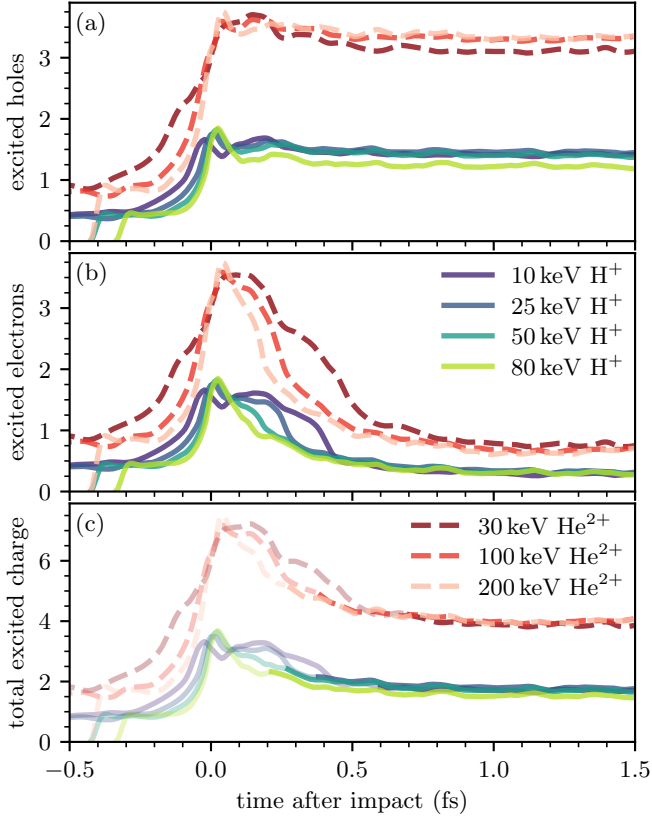 (a)
excited holes
3
2
1
0
(b)
excited electrons
3
2
1
0
10 keV H⁺
25 keV H⁺
50 keV H⁺
80 keV H⁺
(c)
total excited charge
6
4
2
0
30 keV He²⁺
100 keV He²⁺
200 keV He²⁺
−0.5 0.0 0.5 1.0 1.5
time after impact (fs)